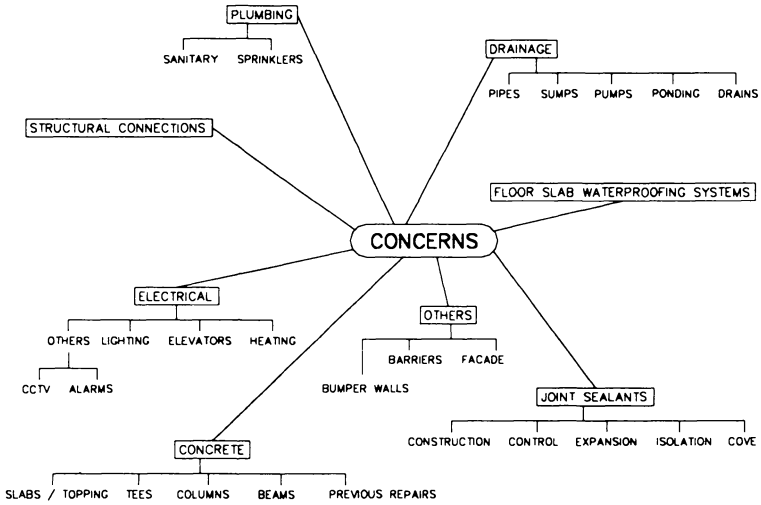 PLUMBING
SANITARY SPRINKLERS
DRAINAGE
PIPES SUMPS PUMPS PONDING DRAINS
STRUCTURAL CONNECTIONS
FLOOR SLAB WATERPROOFING SYSTEMS
CONCERNS
ELECTRICAL
OTHERS LIGHTING ELEVATORS HEATING
CCTV ALARMS
OTHERS
BARRIERS FACADE
BUMPER WALLS
JOINT SEALANTS
CONSTRUCTION CONTROL EXPANSION ISOLATION COVE
CONCRETE
SLABS / TOPPING TEES COLUMNS BEAMS PREVIOUS REPAIRS